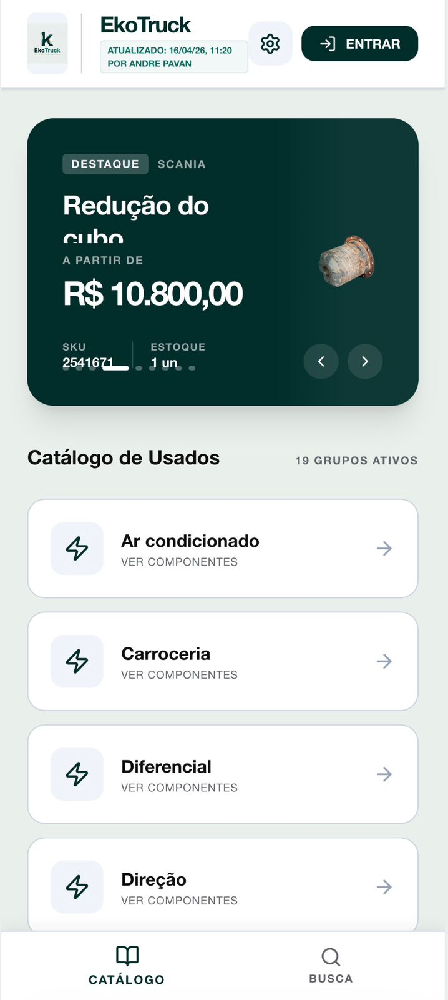 k
EkoTruck
EkoTruck
ATUALIZADO: 16/04/26, 11:20
POR ANDRE PAVAN
ENTRAR
DESTAQUE SCANIA
Redução do
cubo
A PARTIR DE
R$ 10.800,00
SKU
2541671
ESTOQUE
1 un
Catálogo de Usados
19 GRUPOS ATIVOS
Ar condicionado
VER COMPONENTES
Carroceria
VER COMPONENTES
Diferencial
VER COMPONENTES
Direção
VER COMPONENTES
CATÁLOGO
BUSCA